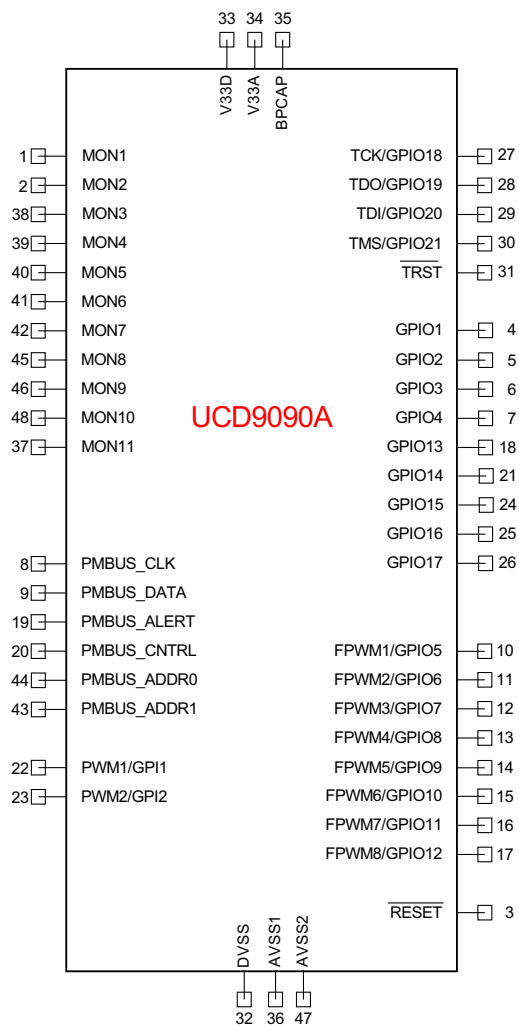 33 34 35
V33D V33A BPCAP
1 MON1 TCK/GPIO18 27
2 MON2 TDO/GPIO19 28
38 MON3 TDI/GPIO20 29
39 MON4 TMS/GPIO21 30
40 MON5 TRST 31
41 MON6
42 MON7 GPIO1 4
45 MON8 GPIO2 5
46 MON9 GPIO3 6
48 MON10 GPIO4 7
UCD9090A
37 MON11 GPIO13 18
GPIO14 21
GPIO15 24
GPIO16 25
8 PMBUS_CLK GPIO17 26
9 PMBUS_DATA
19 PMBUS_ALERT
20 PMBUS_CNTRL FPWM1/GPIO5 10
44 PMBUS_ADDR0 FPWM2/GPIO6 11
43 PMBUS_ADDR1 FPWM3/GPIO7 12
FPWM4/GPIO8 13
22 PWM1/GPI1 FPWM5/GPIO9 14
23 PWM2/GPI2 FPWM6/GPIO10 15
FPWM7/GPIO11 16
FPWM8/GPIO12 17
RESET 3
DVSS AVSS1 AVSS2
32 36 47